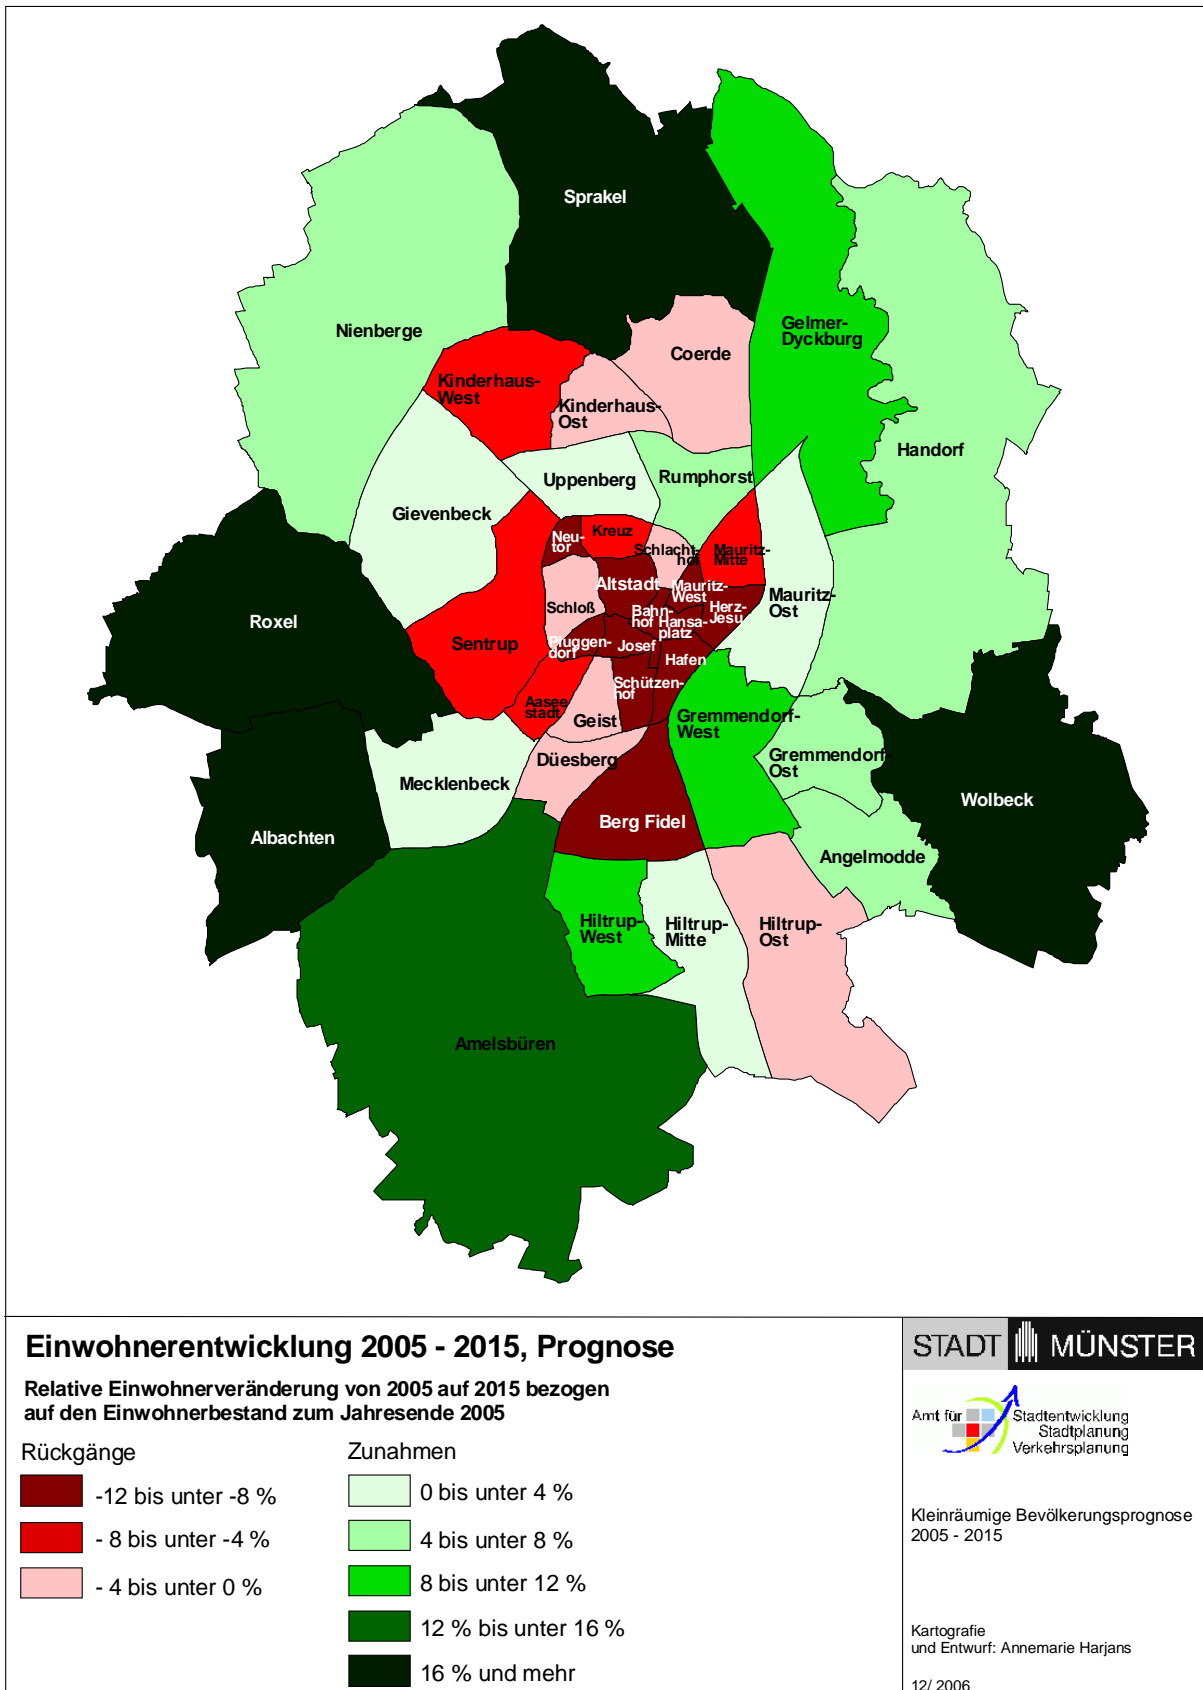 Sprakel
Nienberge
Gelmer-
Dyckburg
Coerde
Kinderhaus-
West
Kinderhaus-
Ost
Handorf
Uppenberg
Rumphorst
Gievenbeck
Neu-
tor
Kreuz
Schlacht-
hof
Mauritz-
Mitte
Altstadt
Mauritz-
West
Mauritz-
Ost
Schloß
Herz-
Jesu
Bahn-
hof
Hansa-
platz
Roxel
Sentrup
Pluggen-
dorf
Josef
Hafen
Schützen-
hof
Aasee
stadt
Geist
Gremmendorf-
West
Gremmendorf-
Ost
Düesberg
Mecklenbeck
Wolbeck
Berg Fidel
Albachten
Angelmodde
Hiltrup-
West
Hiltrup-
Mitte
Hiltrup-
Ost
Amelsbüren
Einwohnerentwicklung 2005 - 2015, Prognose
Relative Einwohnerveränderung von 2005 auf 2015 bezogen
auf den Einwohnerbestand zum Jahresende 2005
Rückgänge
-12 bis unter -8 %
- 8 bis unter -4 %
- 4 bis unter 0 %
Zunahmen
0 bis unter 4 %
4 bis unter 8 %
8 bis unter 12 %
12 % bis unter 16 %
16 % und mehr
STADT MÜNSTER
Amt für Stadtentwicklung
Stadtplanung
Verkehrsplanung
Kleinräumige Bevölkerungsprognose
2005 - 2015
Kartografie
und Entwurf: Annemarie Harjans
12/ 2006